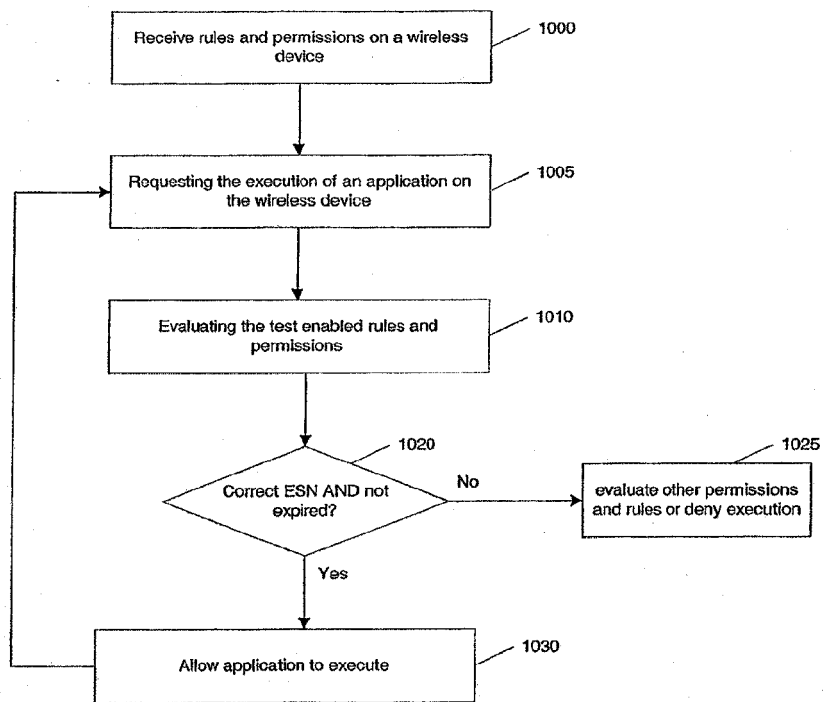 Receive rules and permissions on a wireless
device
1000
Requesting the execution of an application on
the wireless device
1005
Evaluating the test enabled rules and
permissions
1010
Correct ESN AND not
expired?
1020
No
evaluate other permissions
and rules or deny execution
1025
Yes
Allow application to execute
1030